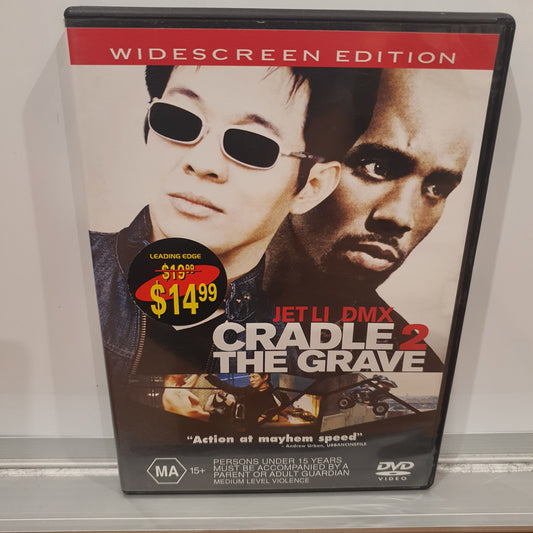 WIDESCREEN EDITION
LEADING EDGE
$19.99
$14.99
JET LI DMX
CRADLE 2
THE GRAVE
"Action at mayhem speed"
- Andrew Urban, URBANCINEFILE
MA 15+
PERSONS UNDER 15 YEARS
MUST BE ACCOMPANIED BY A
PARENT OR ADULT GUARDIAN
MEDIUM LEVEL VIOLENCE
DVD
VIDEO